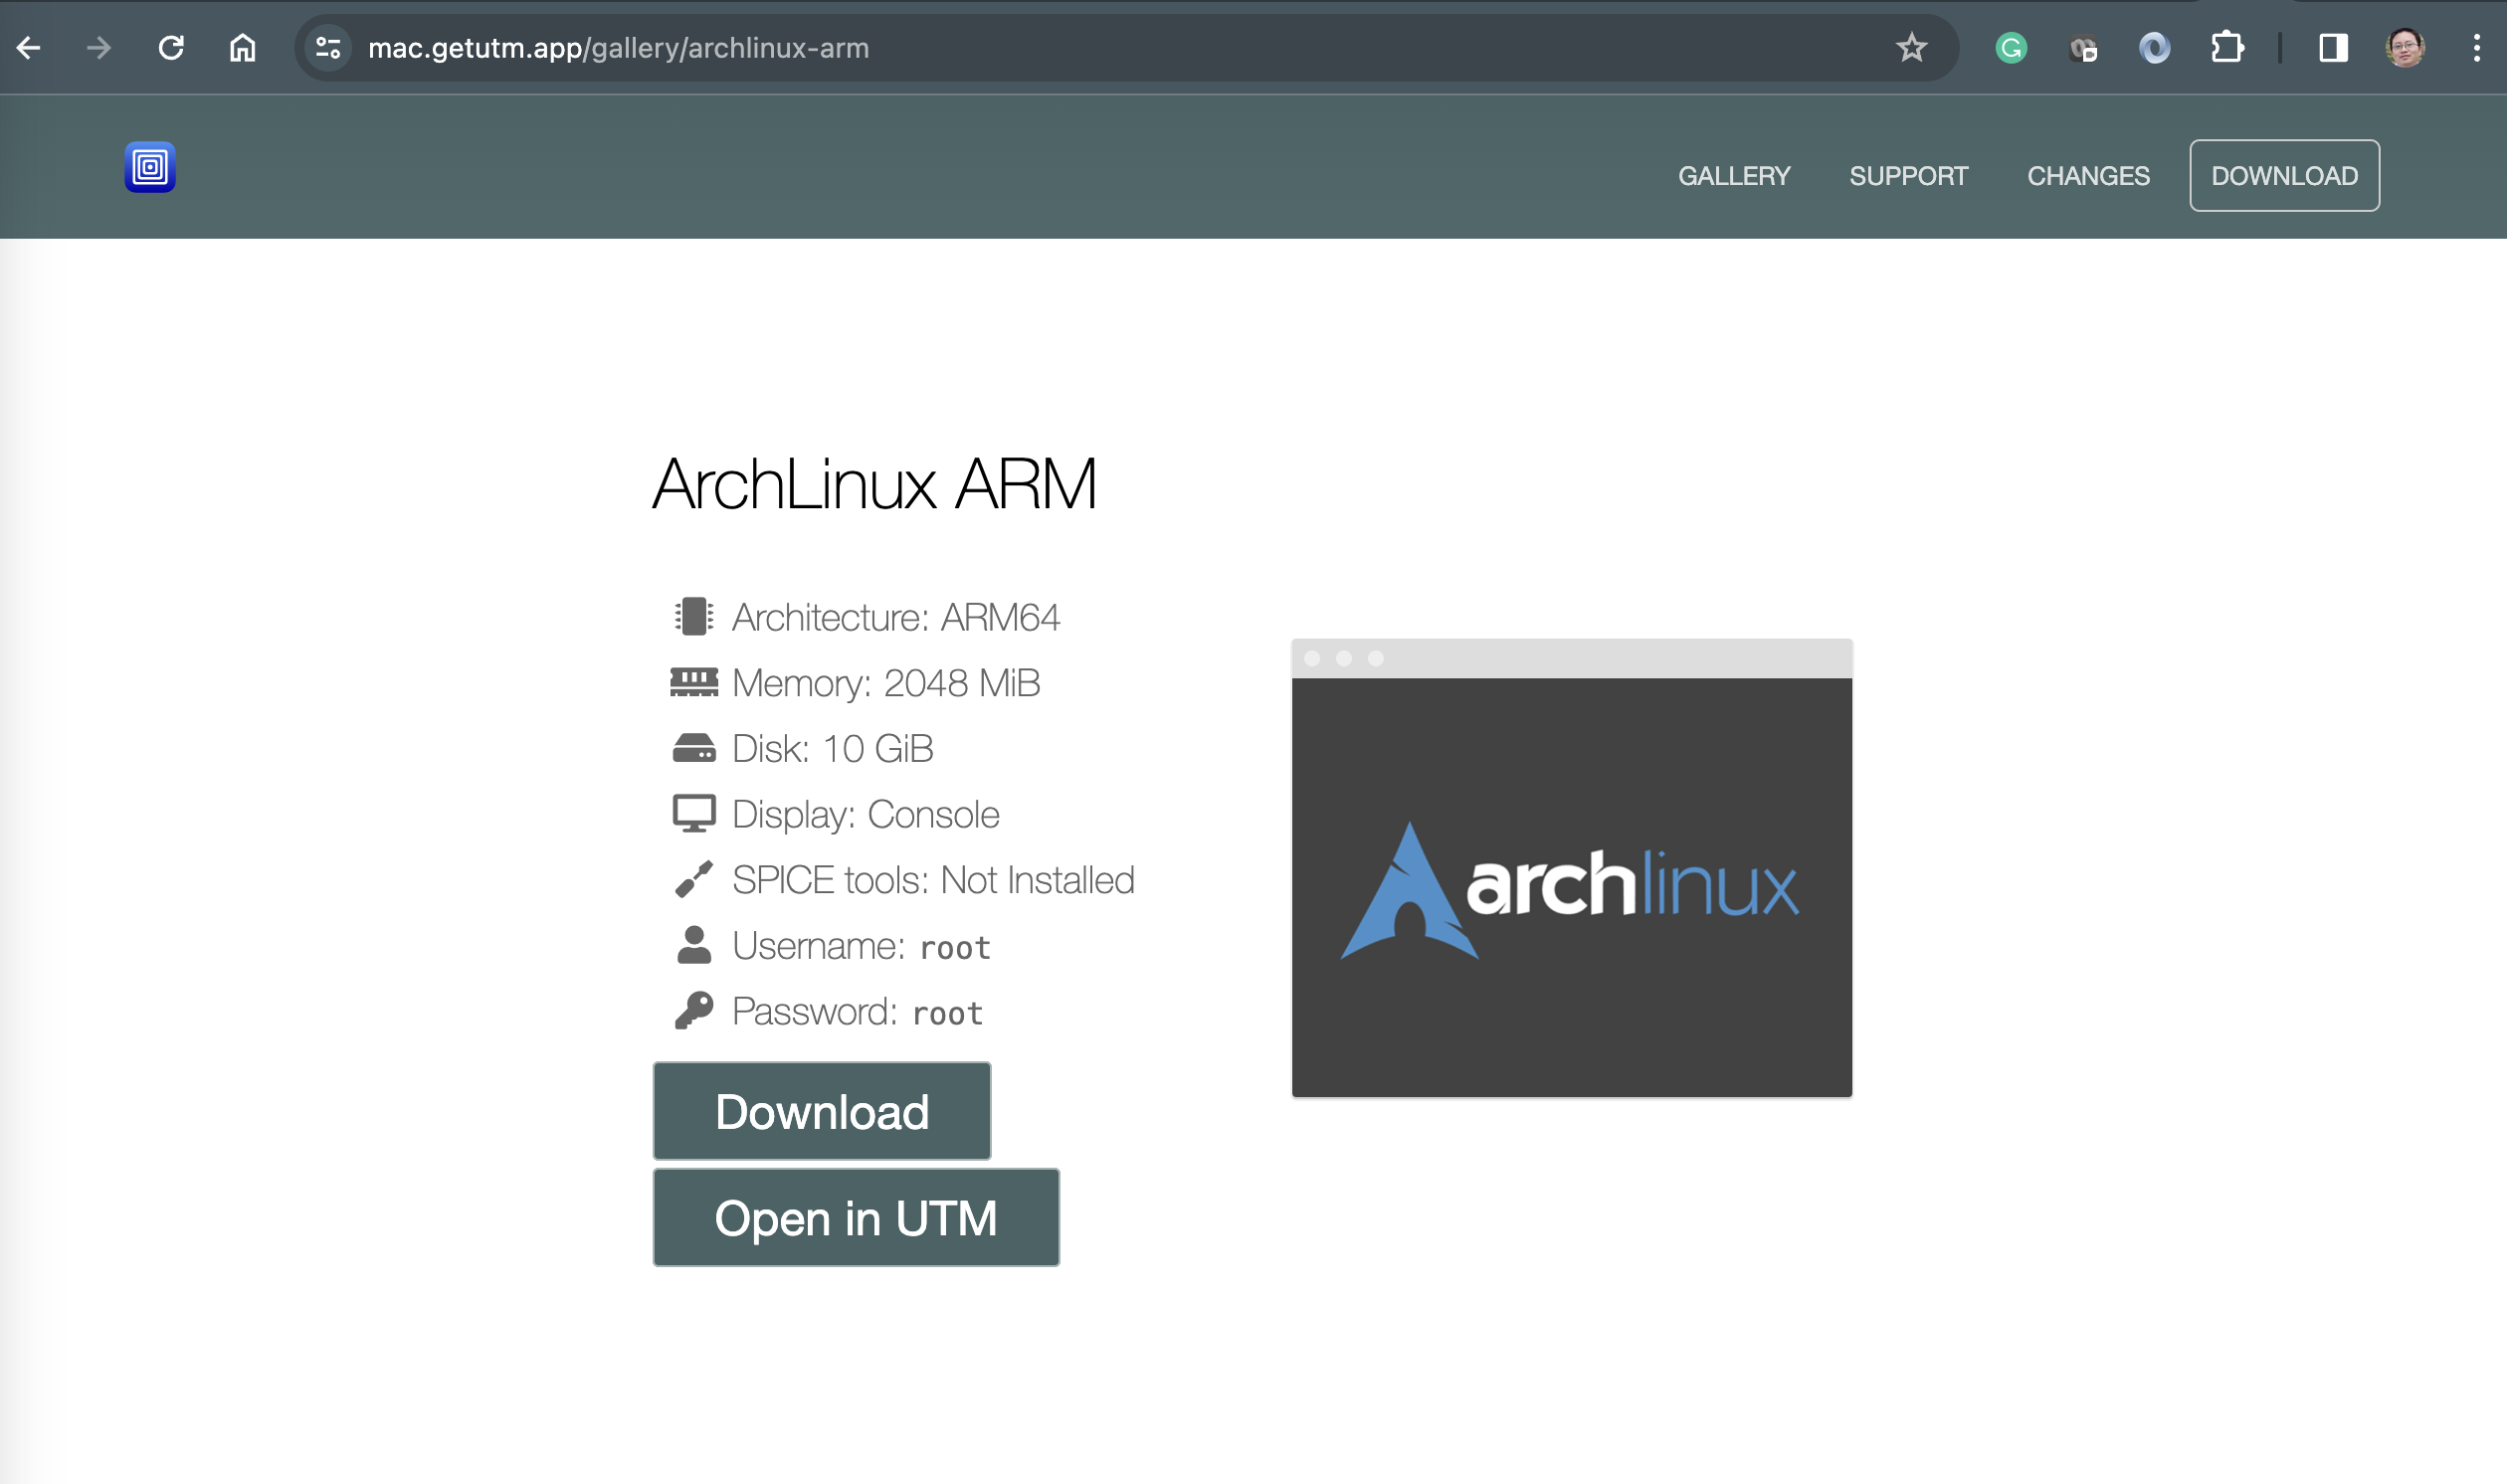 mac.getutm.app/gallery/archlinux-arm
GALLERY SUPPORT CHANGES DOWNLOAD
ArchLinux ARM
Architecture: ARM64
Memory: 2048 MiB
Disk: 10 GiB
Display: Console
SPICE tools: Not Installed
Username: root
Password: root
Download
Open in UTM
archlinux